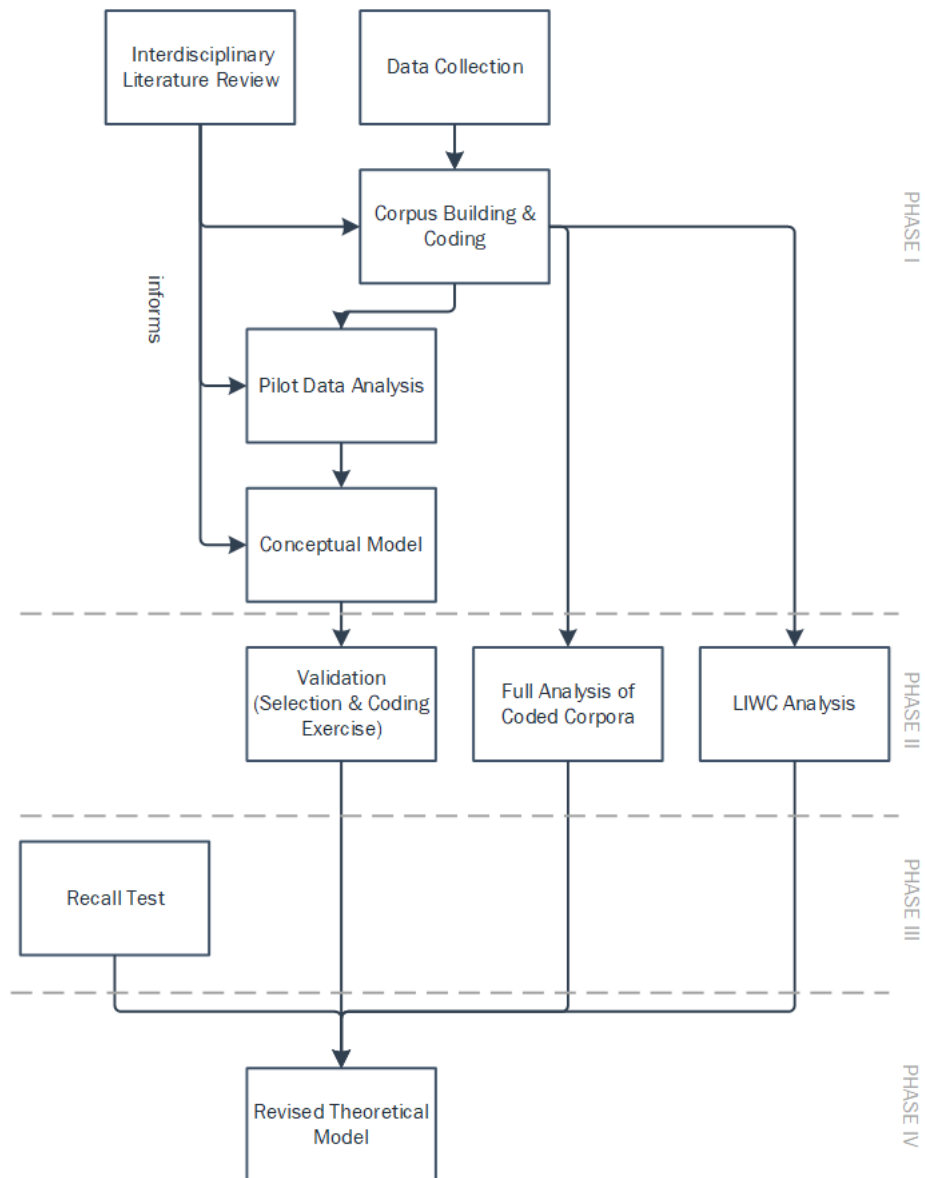 Interdisciplinary
Literature Review
Data Collection
Corpus Building &
Coding
PHASE I
informs
Pilot Data Analysis
Conceptual Model
Validation
(Selection & Coding
Exercise)
Full Analysis of
Coded Corpora
LIWC Analysis
PHASE II
Recall Test
PHASE III
Revised Theoretical
Model
PHASE IV